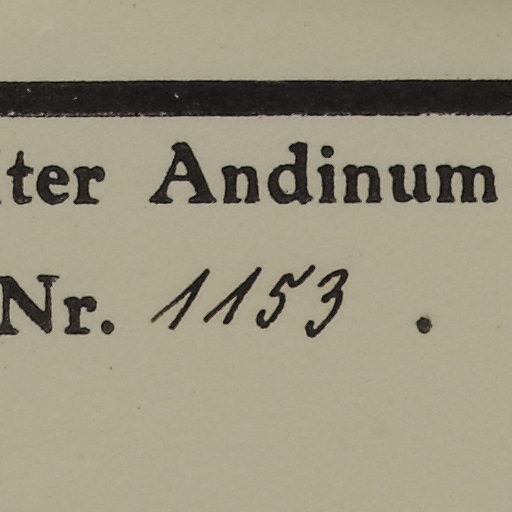 ter Andinum
Nr. 1153 .